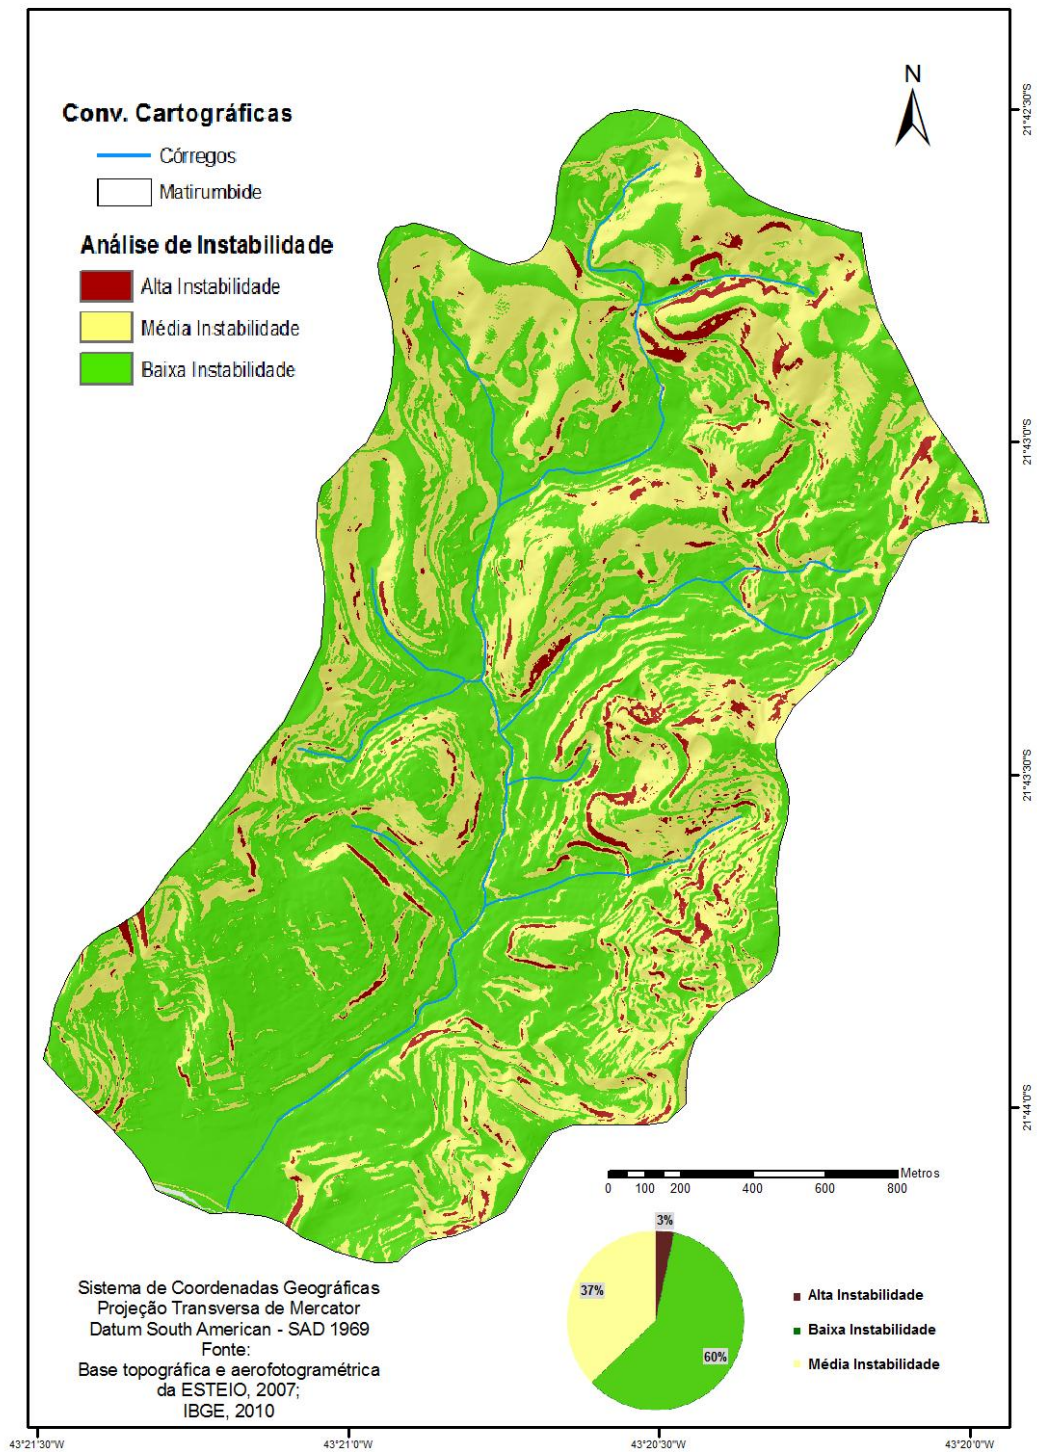 N
Conv. Cartográficas
Córregos
Matirumbide
Análise de Instabilidade
Alta Instabilidade
Média Instabilidade
Baixa Instabilidade
21°42'30"S
21°43'0"S
21°43'30"S
21°44'0"S
Metros
0 100 200 400 600 800
3%
37%
60%
Alta Instabilidade
Baixa Instabilidade
Média Instabilidade
Sistema de Coordenadas Geográficas
Projeção Transversa de Mercator
Datum South American - SAD 1969
Fonte:
Base topográfica e aerofotogramétrica
da ESTEIO, 2007;
IBGE, 2010
43°21'30"W 43°21'0"W 43°20'30"W 43°20'0"W